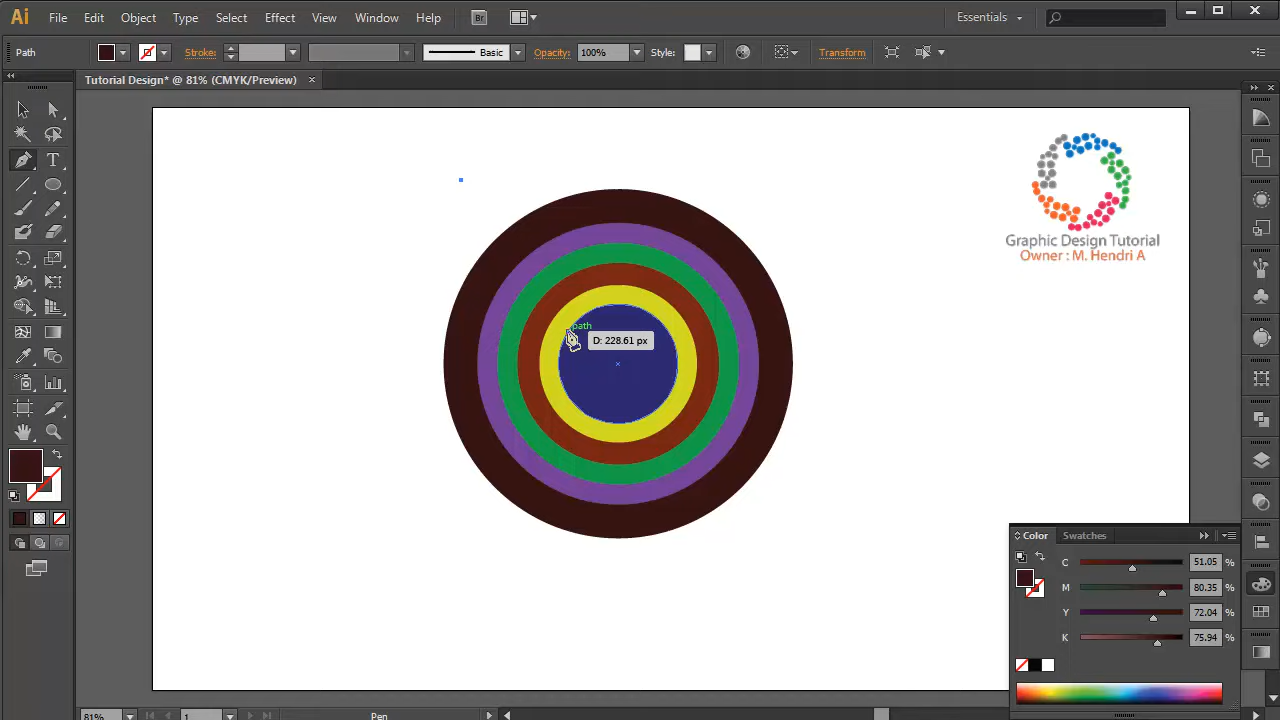 Ai File Edit Object Type Select Effect View Window Help Br Essentials
Path Stroke: Basic Opacity: 100% Style: Transform
Tutorial Design* @ 81% (CMYK/Preview)
T
Graphic Design Tutorial
Owner : M. Hendri A
path
D: 228.61 px
Color Swatches
C 51.05 %
M 80.35 %
Y 72.04 %
K 75.94 %
81% 1 Pen